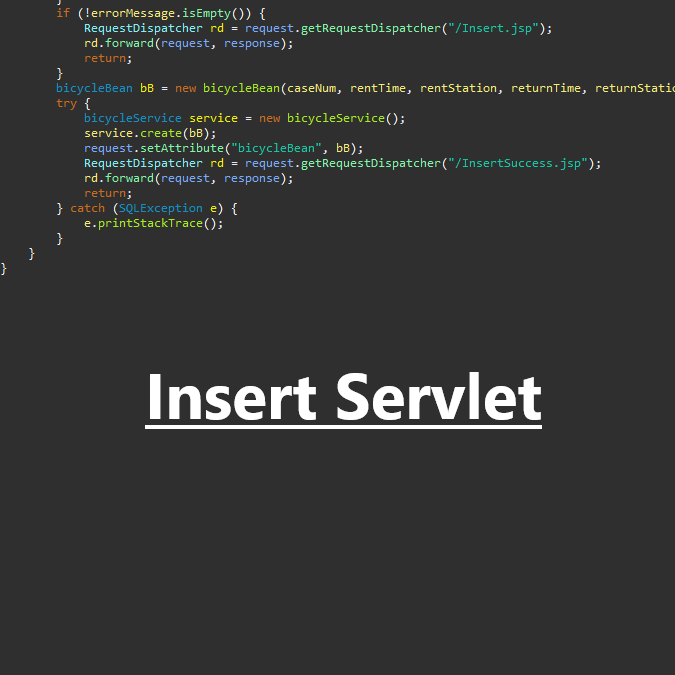 }
if (!errorMessage.isEmpty()) {
RequestDispatcher rd = request.getRequestDispatcher("/Insert.jsp");
rd.forward(request, response);
return;
}
bicycleBean bB = new bicycleBean(caseNum, rentTime, rentStation, returnTime, returnStatio
try {
bicycleService service = new bicycleService();
service.create(bB);
request.setAttribute("bicycleBean", bB);
RequestDispatcher rd = request.getRequestDispatcher("/InsertSuccess.jsp");
rd.forward(request, response);
return;
} catch (SQLException e) {
e.printStackTrace();
}
}
}
Insert Servlet